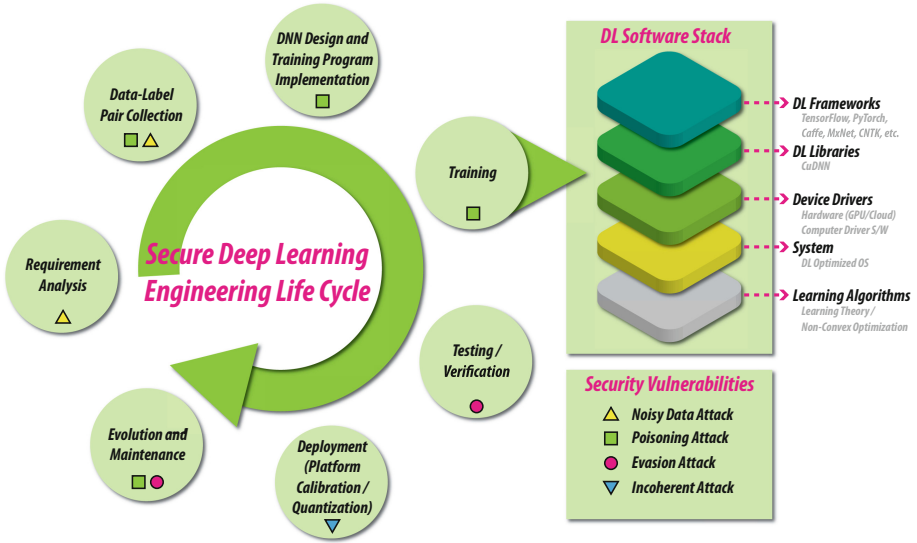 DNN Design and
Training Program
Implementation
Data-Label
Pair Collection
Requirement
Analysis
Secure Deep Learning
Engineering Life Cycle
Training
Testing /
Verification
Deployment
(Platform
Calibration /
Quantization)
Evolution and
Maintenance
DL Software Stack
DL Frameworks
TensorFlow, PyTorch,
Caffe, MxNet, CNTK, etc.
DL Libraries
CuDNN
Device Drivers
Hardware (GPU/Cloud)
Computer Driver S/W
System
DL Optimized OS
Learning Algorithms
Learning Theory /
Non-Convex Optimization
Security Vulnerabilities
Noisy Data Attack
Poisoning Attack
Evasion Attack
Incoherent Attack